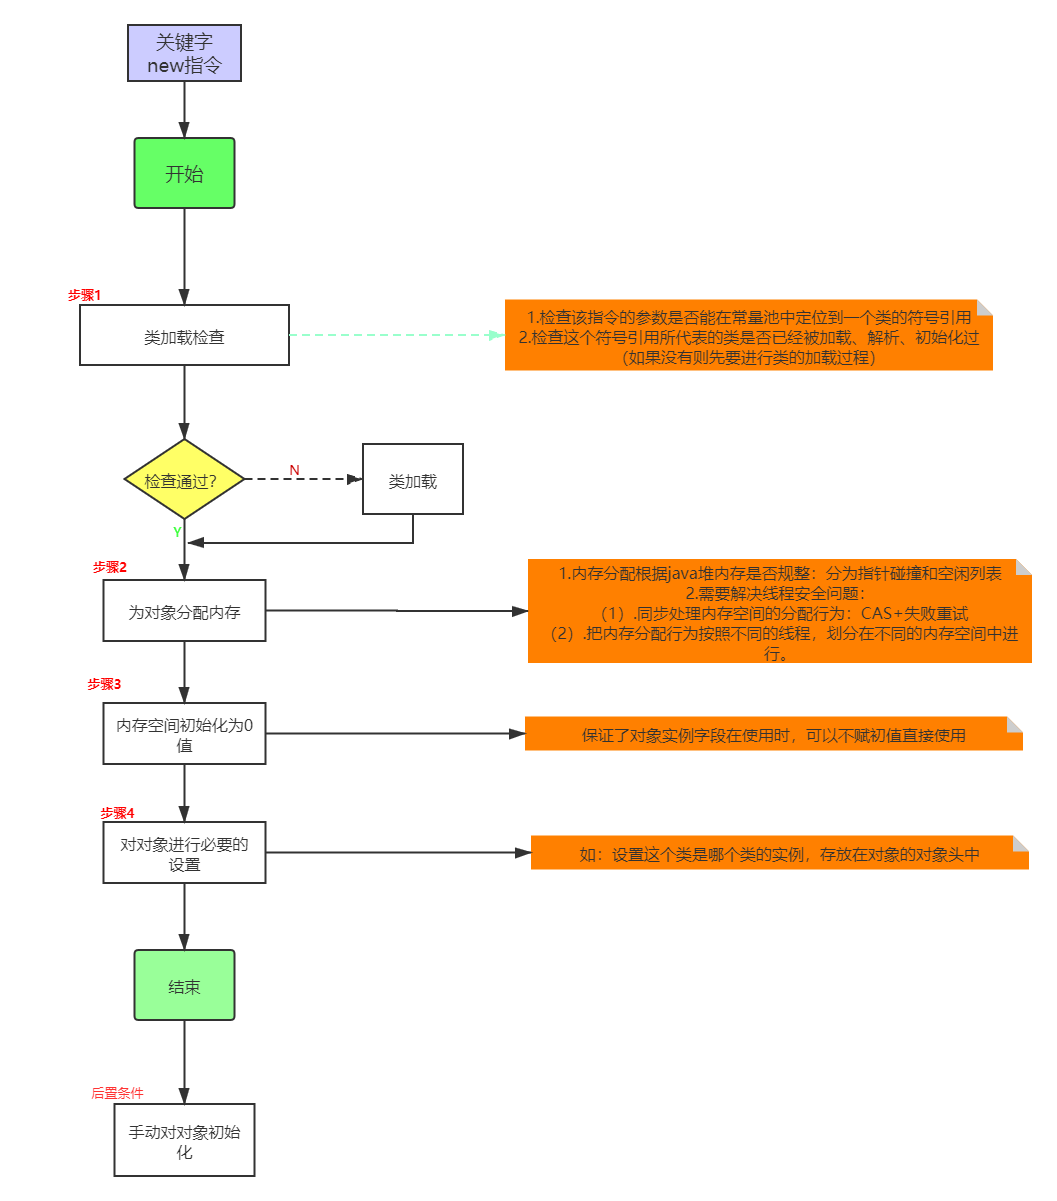 关键字
new指令
开始
步骤1
类加载检查
1.检查该指令的参数是否能在常量池中定位到一个类的符号引用
2.检查这个符号引用所代表的类是否已经被加载、解析、初始化过
（如果没有则先要进行类的加载过程）
检查通过?
N
类加载
Y
步骤2
为对象分配内存
1.内存分配根据java堆内存是否规整：分为指针碰撞和空闲列表
2.需要解决线程安全问题：
（1）.同步处理内存空间的分配行为：CAS+失败重试
（2）.把内存分配行为按照不同的线程，划分在不同的内存空间中进
行。
步骤3
内存空间初始化为0
值
保证了对象实例字段在使用时，可以不赋初值直接使用
步骤4
对对象进行必要的
设置
如：设置这个类是哪个类的实例，存放在对象的对象头中
结束
后置条件
手动对对象初始
化